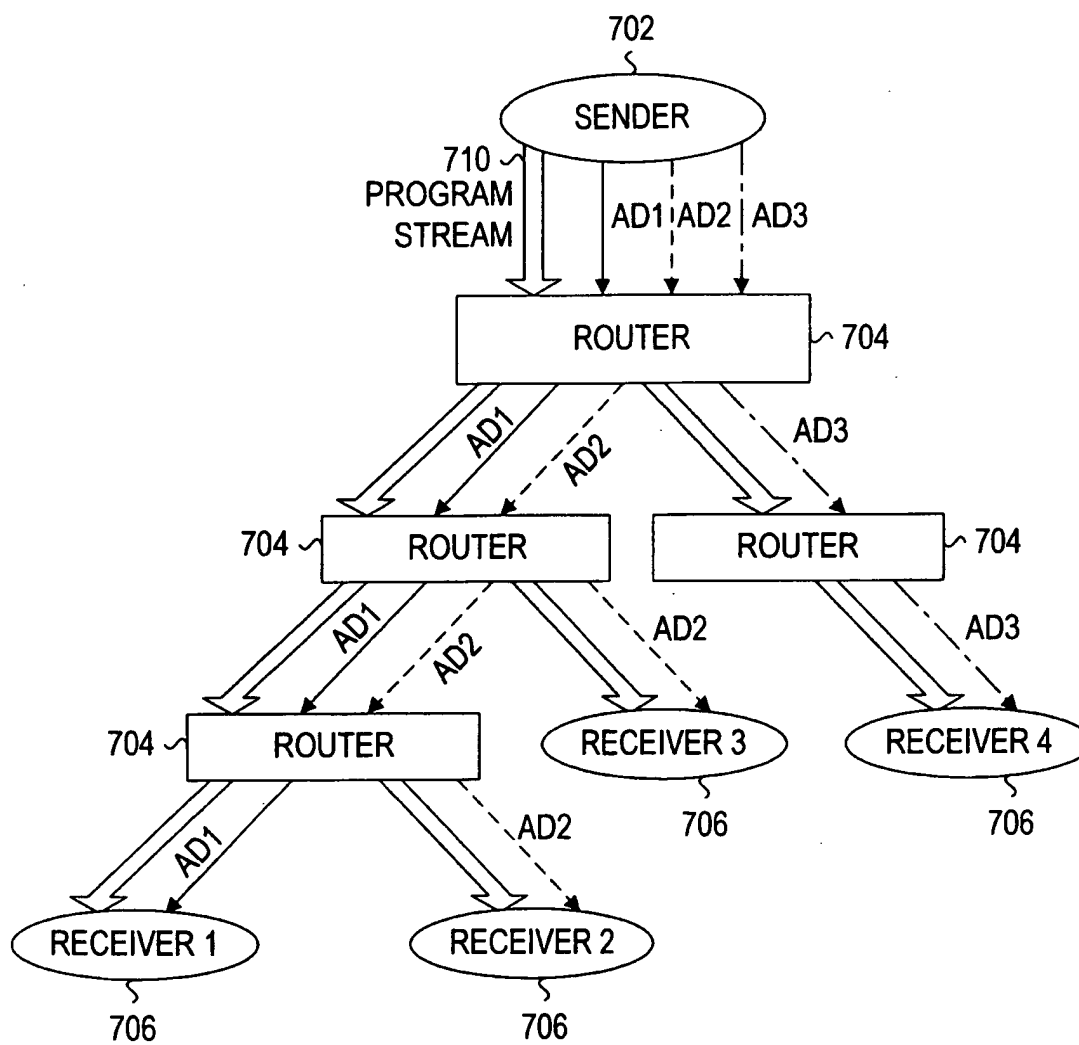 702
SENDER
710
PROGRAM
STREAM
AD1
AD2
AD3
ROUTER
704
AD1
AD2
AD3
704
ROUTER
ROUTER
704
AD1
AD2
AD2
AD3
704
ROUTER
RECEIVER 3
RECEIVER 4
706
706
AD1
AD2
RECEIVER 1
RECEIVER 2
706
706